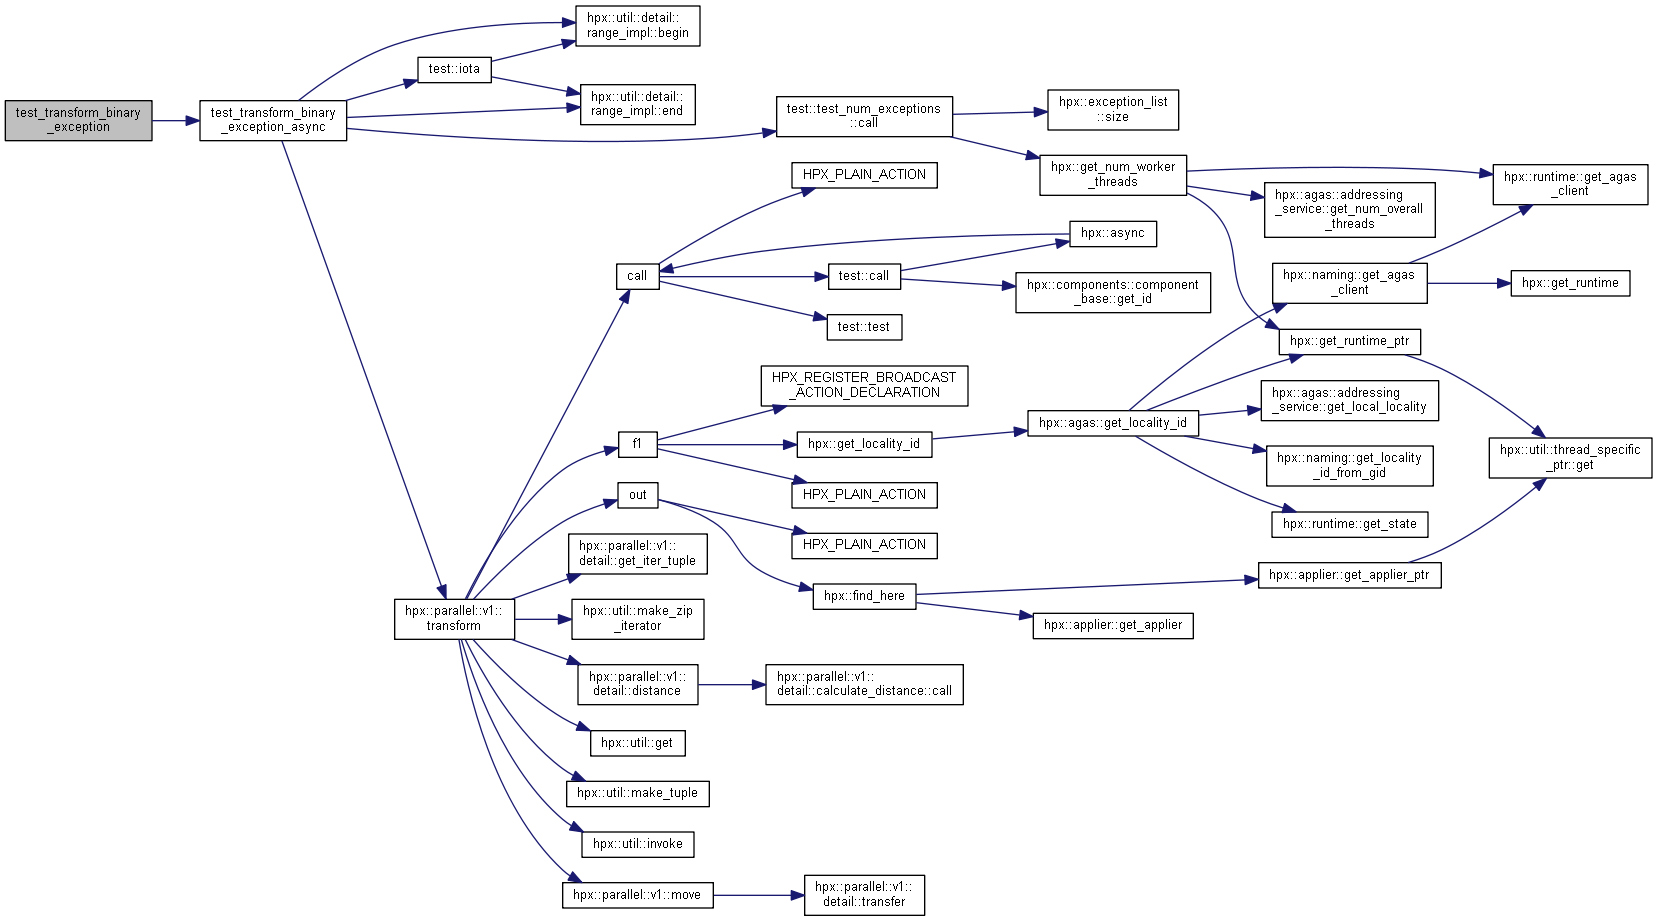 test_transform_binary
_exception
test_transform_binary
_exception_async
hpx::util::detail::
range_impl::begin
test::iota
hpx::util::detail::
range_impl::end
test::test_num_exceptions
::call
hpx::exception_list
::size
hpx::get_num_worker
_threads
hpx::runtime::get_agas
_client
hpx::agas::addressing
_service::get_num_overall
_threads
HPX_PLAIN_ACTION
hpx::async
call
test::call
hpx::components::component
_base::get_id
test::test
hpx::naming::get_agas
_client
hpx::get_runtime
hpx::get_runtime_ptr
HPX_REGISTER_BROADCAST
_ACTION_DECLARATION
hpx::agas::addressing
_service::get_local_locality
f1
hpx::get_locality_id
hpx::agas::get_locality_id
hpx::naming::get_locality
_id_from_gid
hpx::util::thread_specific
_ptr::get
HPX_PLAIN_ACTION
out
hpx::runtime::get_state
HPX_PLAIN_ACTION
hpx::parallel::v1::
detail::get_iter_tuple
hpx::find_here
hpx::applier::get_applier_ptr
hpx::applier::get_applier
hpx::parallel::v1::
transform
hpx::util::make_zip
_iterator
hpx::parallel::v1::
detail::distance
hpx::parallel::v1::
detail::calculate_distance::call
hpx::util::get
hpx::util::make_tuple
hpx::util::invoke
hpx::parallel::v1::move
hpx::parallel::v1::
detail::transfer